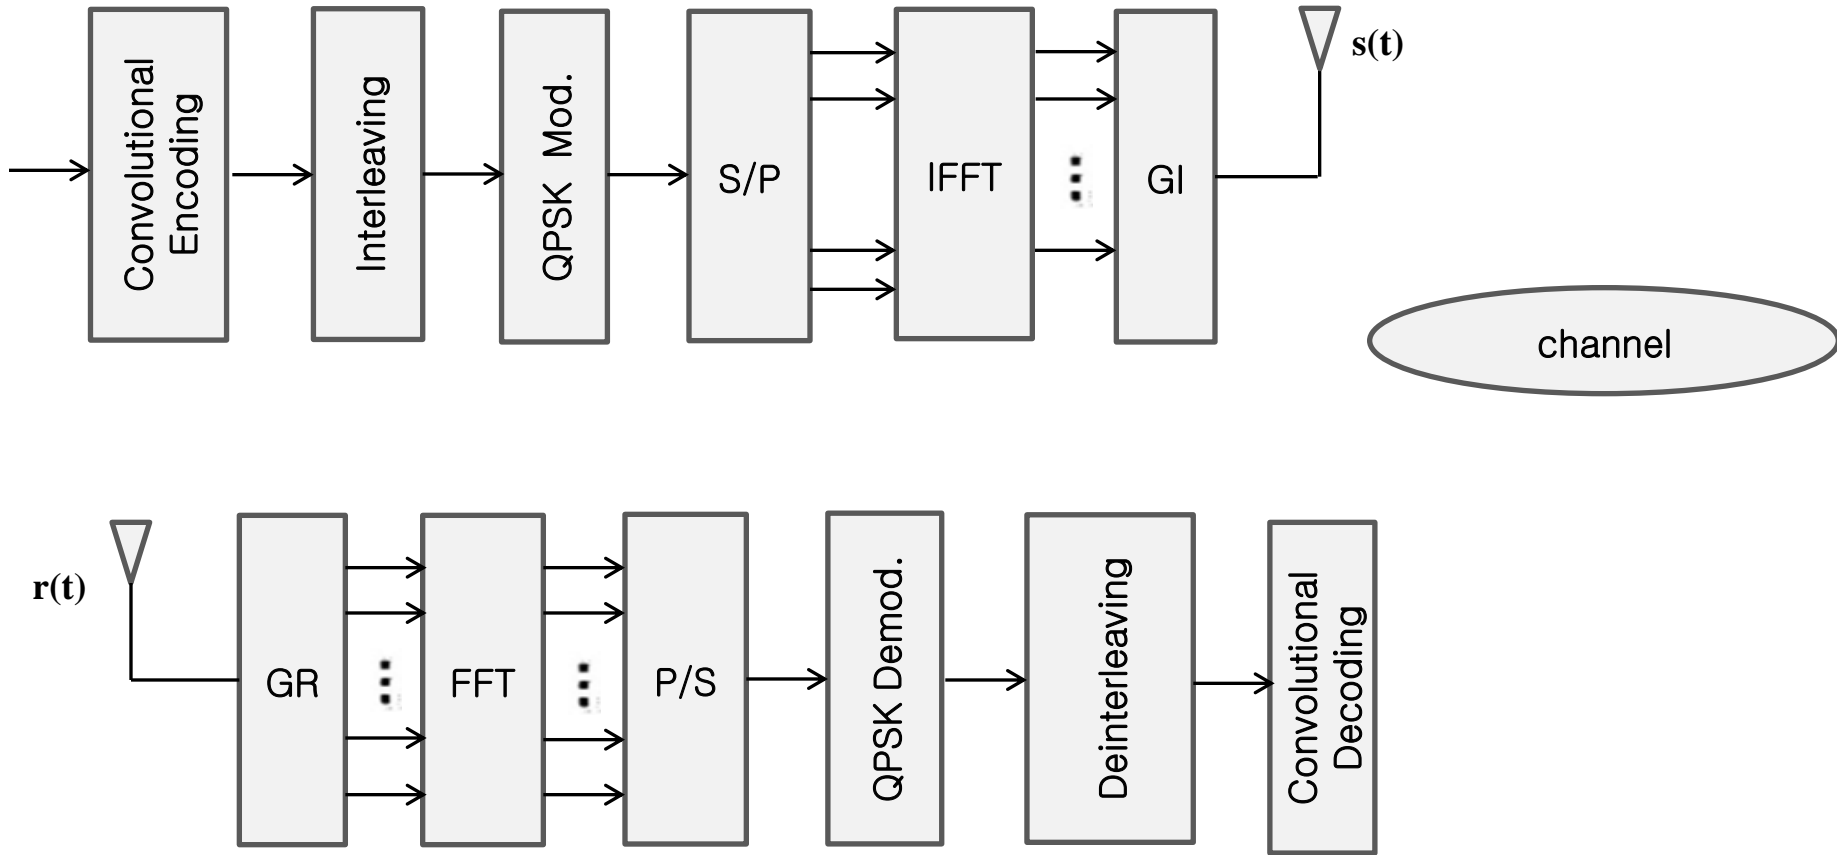 Convolutional
Encoding
Interleaving
QPSK Mod.
S/P
IFFT
GI
s(t)
channel
r(t)
GR
FFT
P/S
QPSK Demod.
Deinterleaving
Convolutional
Decoding